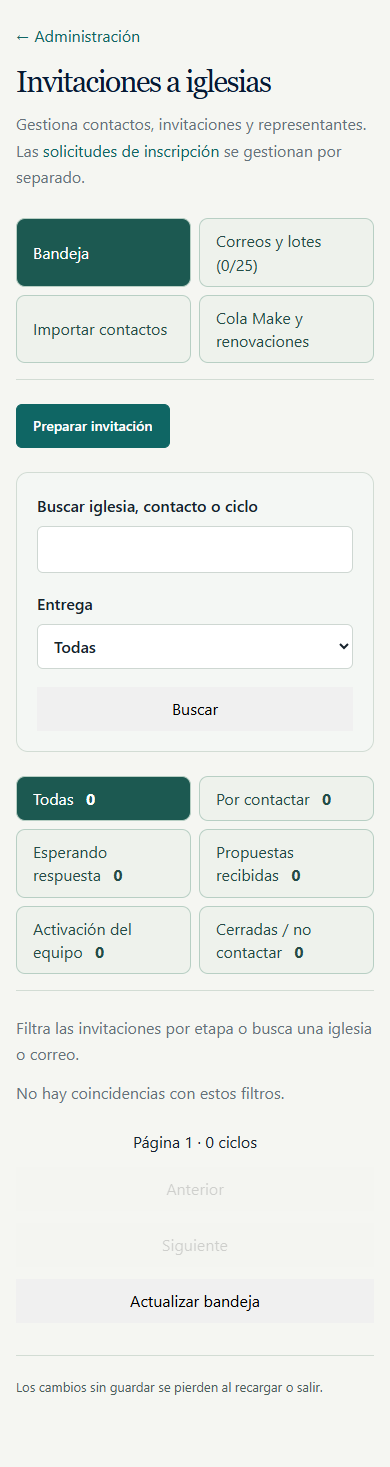 ← Administración
Invitaciones a iglesias
Gestiona contactos, invitaciones y representantes.
Las solicitudes de inscripción se gestionan por
separado.
Bandeja
Correos y lotes
(0/25)
Importar contactos
Cola Make y
renovaciones
Preparar invitación
Buscar iglesia, contacto o ciclo
Entrega
Todas
Buscar
Todas 0
Por contactar 0
Esperando
respuesta 0
Propuestas
recibidas 0
Activación del
equipo 0
Cerradas / no
contactar 0
Filtra las invitaciones por etapa o busca una iglesia
o correo.
No hay coincidencias con estos filtros.
Página 1 · 0 ciclos
Anterior
Siguiente
Actualizar bandeja
Los cambios sin guardar se pierden al recargar o salir.